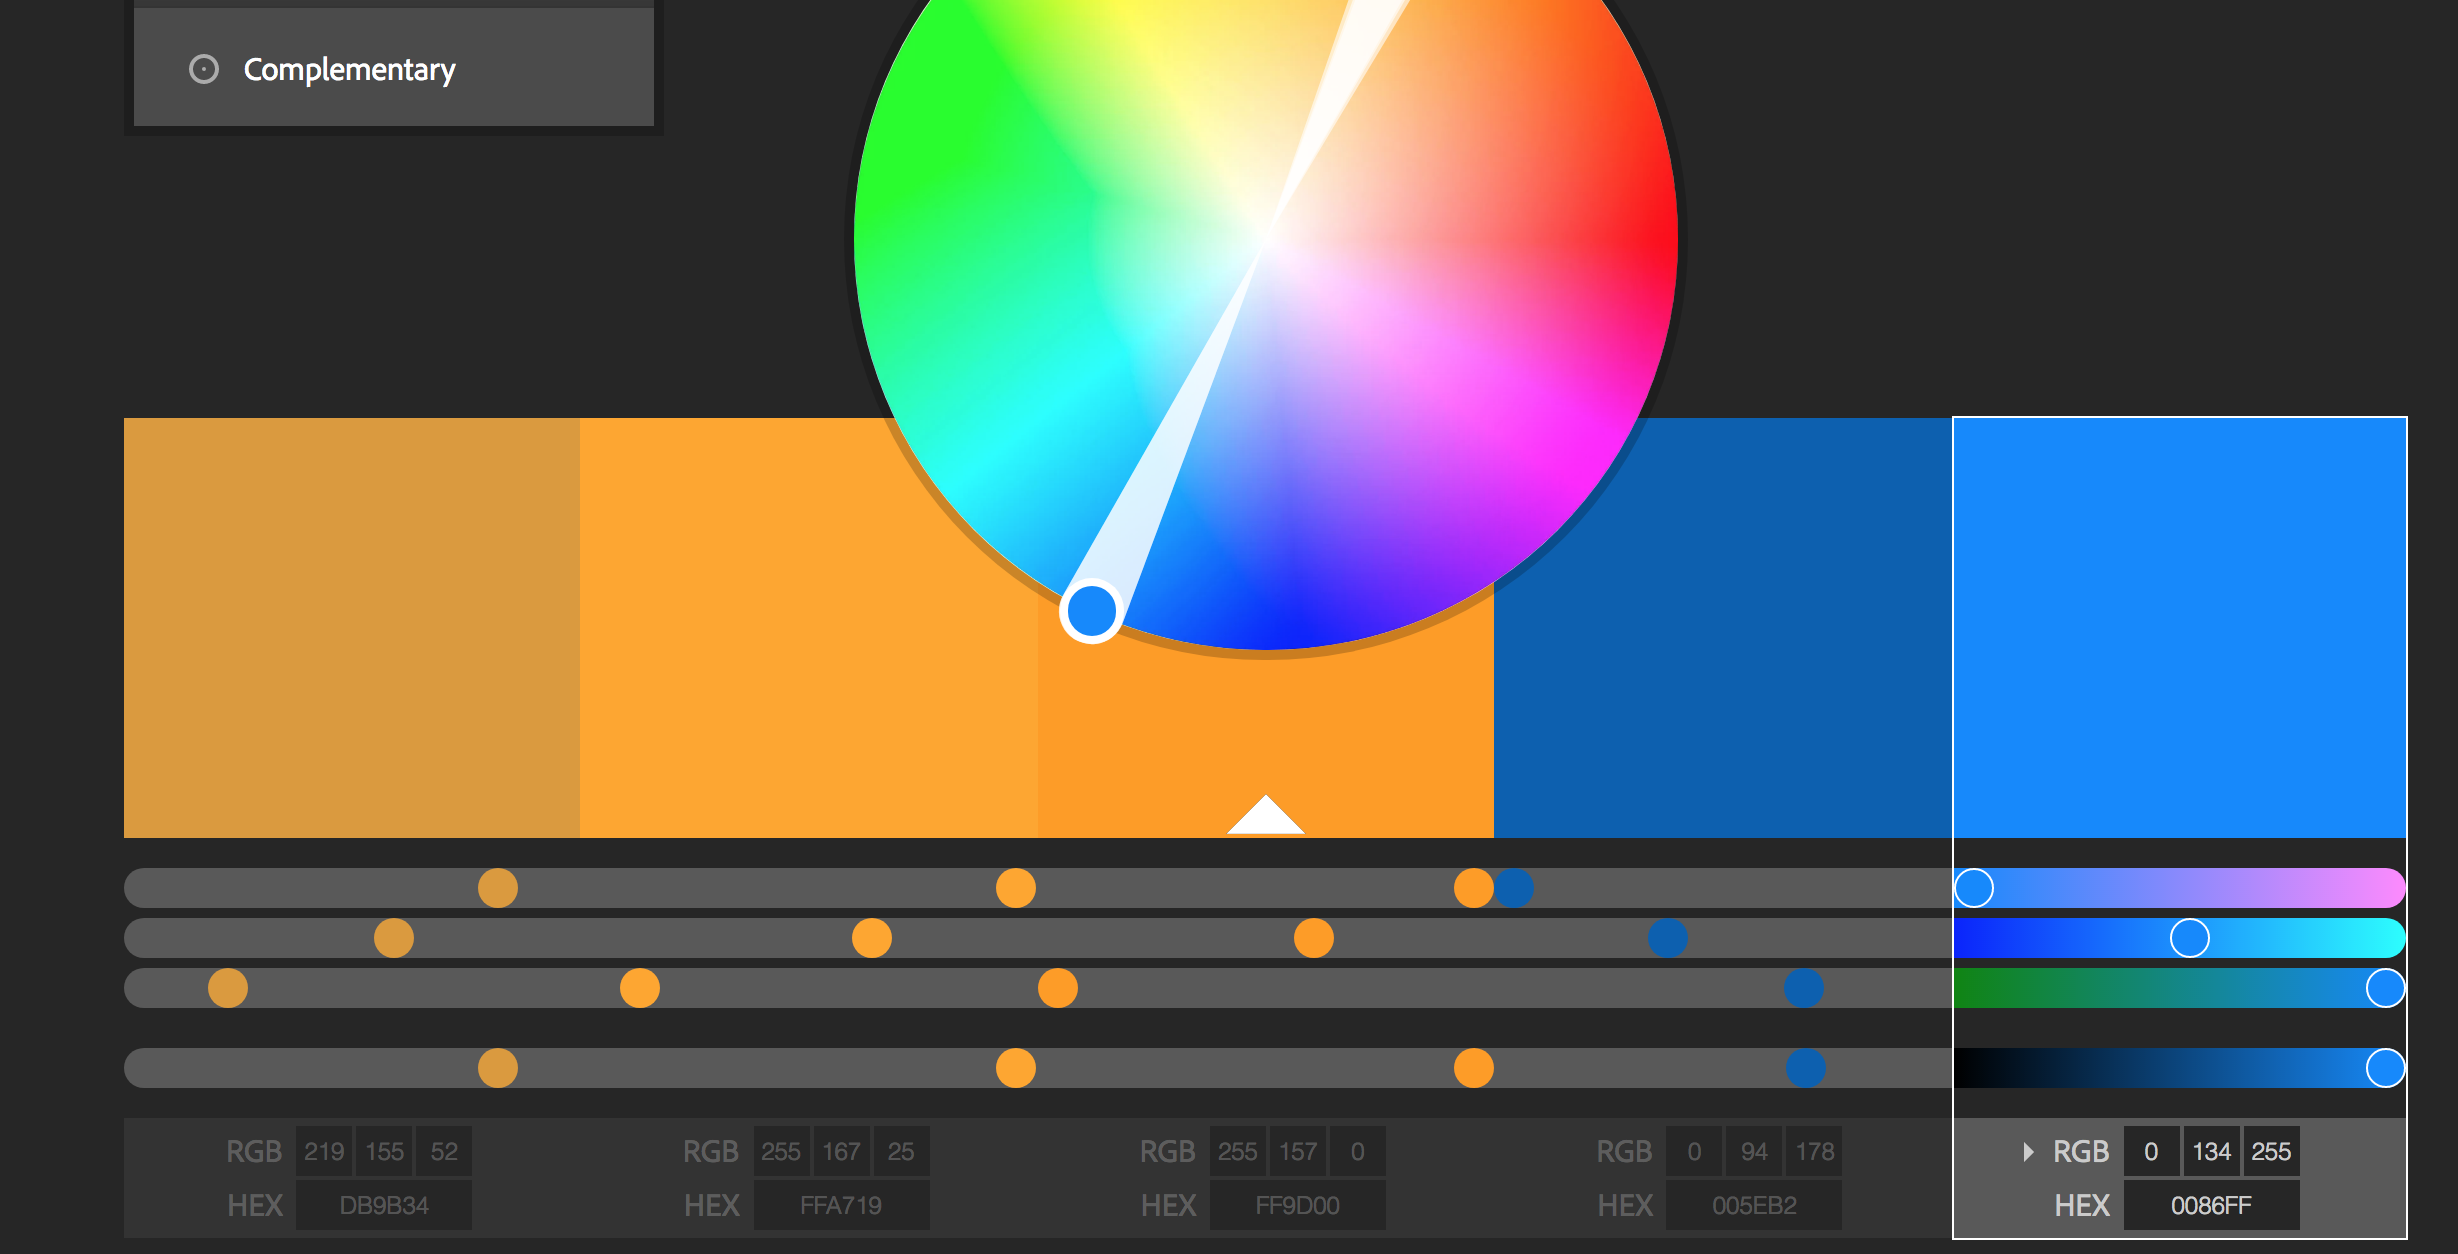 Complementary
RGB 219 155 52 RGB 255 167 25 RGB 255 157 0 RGB 0 94 178 RGB 0 134 255
HEX DB9B34 HEX FFA719 HEX FF9D00 HEX 005EB2 HEX 0086FF